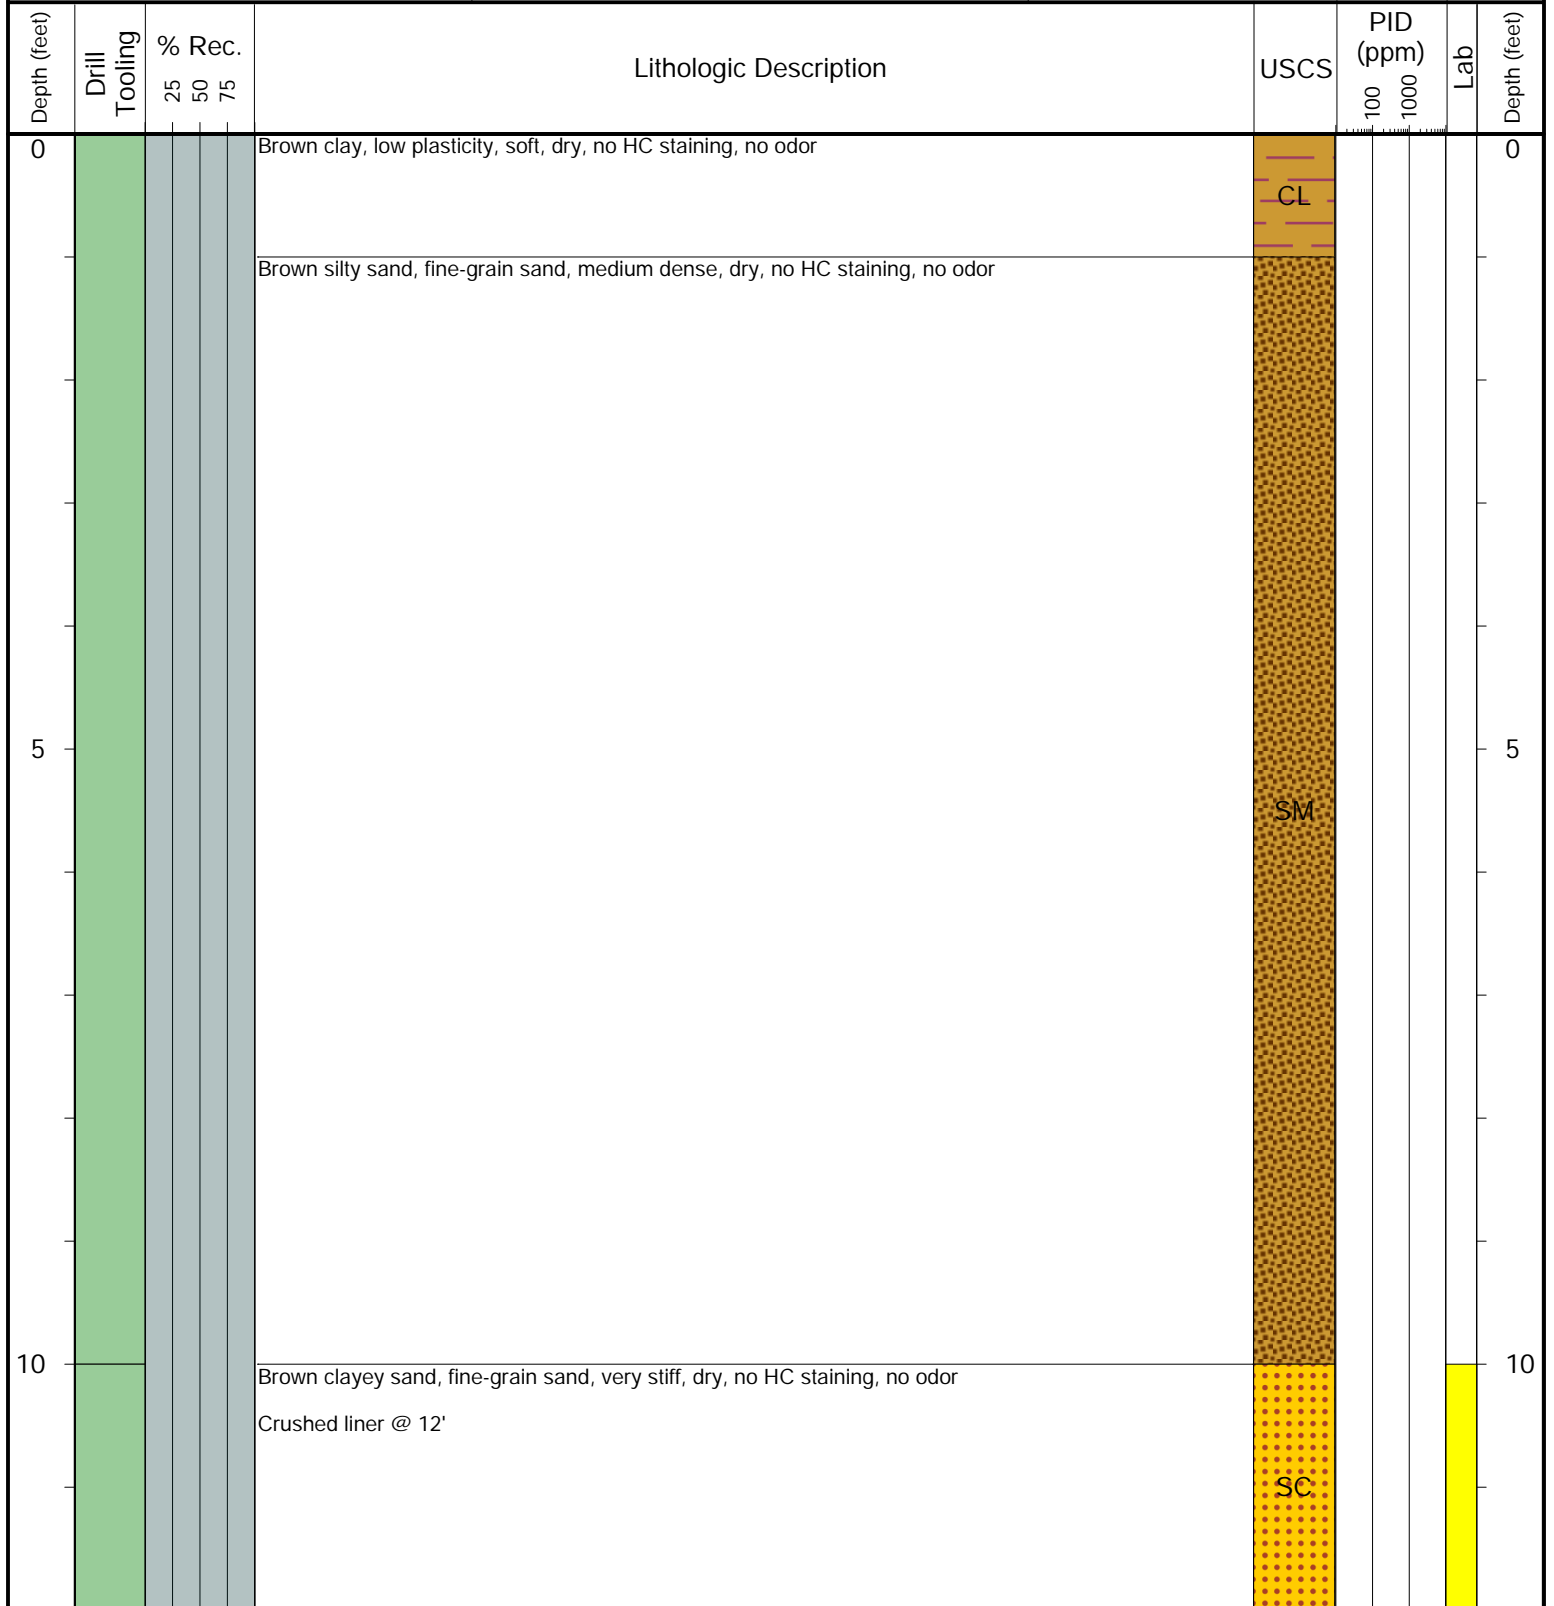 Depth (feet)
Drill
Tooling
% Rec.
25 50 75
Lithologic Description
USCS
PID
(ppm)
100 1000
Lab
Depth (feet)
0
Brown clay, low plasticity, soft, dry, no HC staining, no odor
0
CL
Brown silty sand, fine-grain sand, medium dense, dry, no HC staining, no odor
5
5
SM
10
Brown clayey sand, fine-grain sand, very stiff, dry, no HC staining, no odor
10
Crushed liner @ 12'
SC